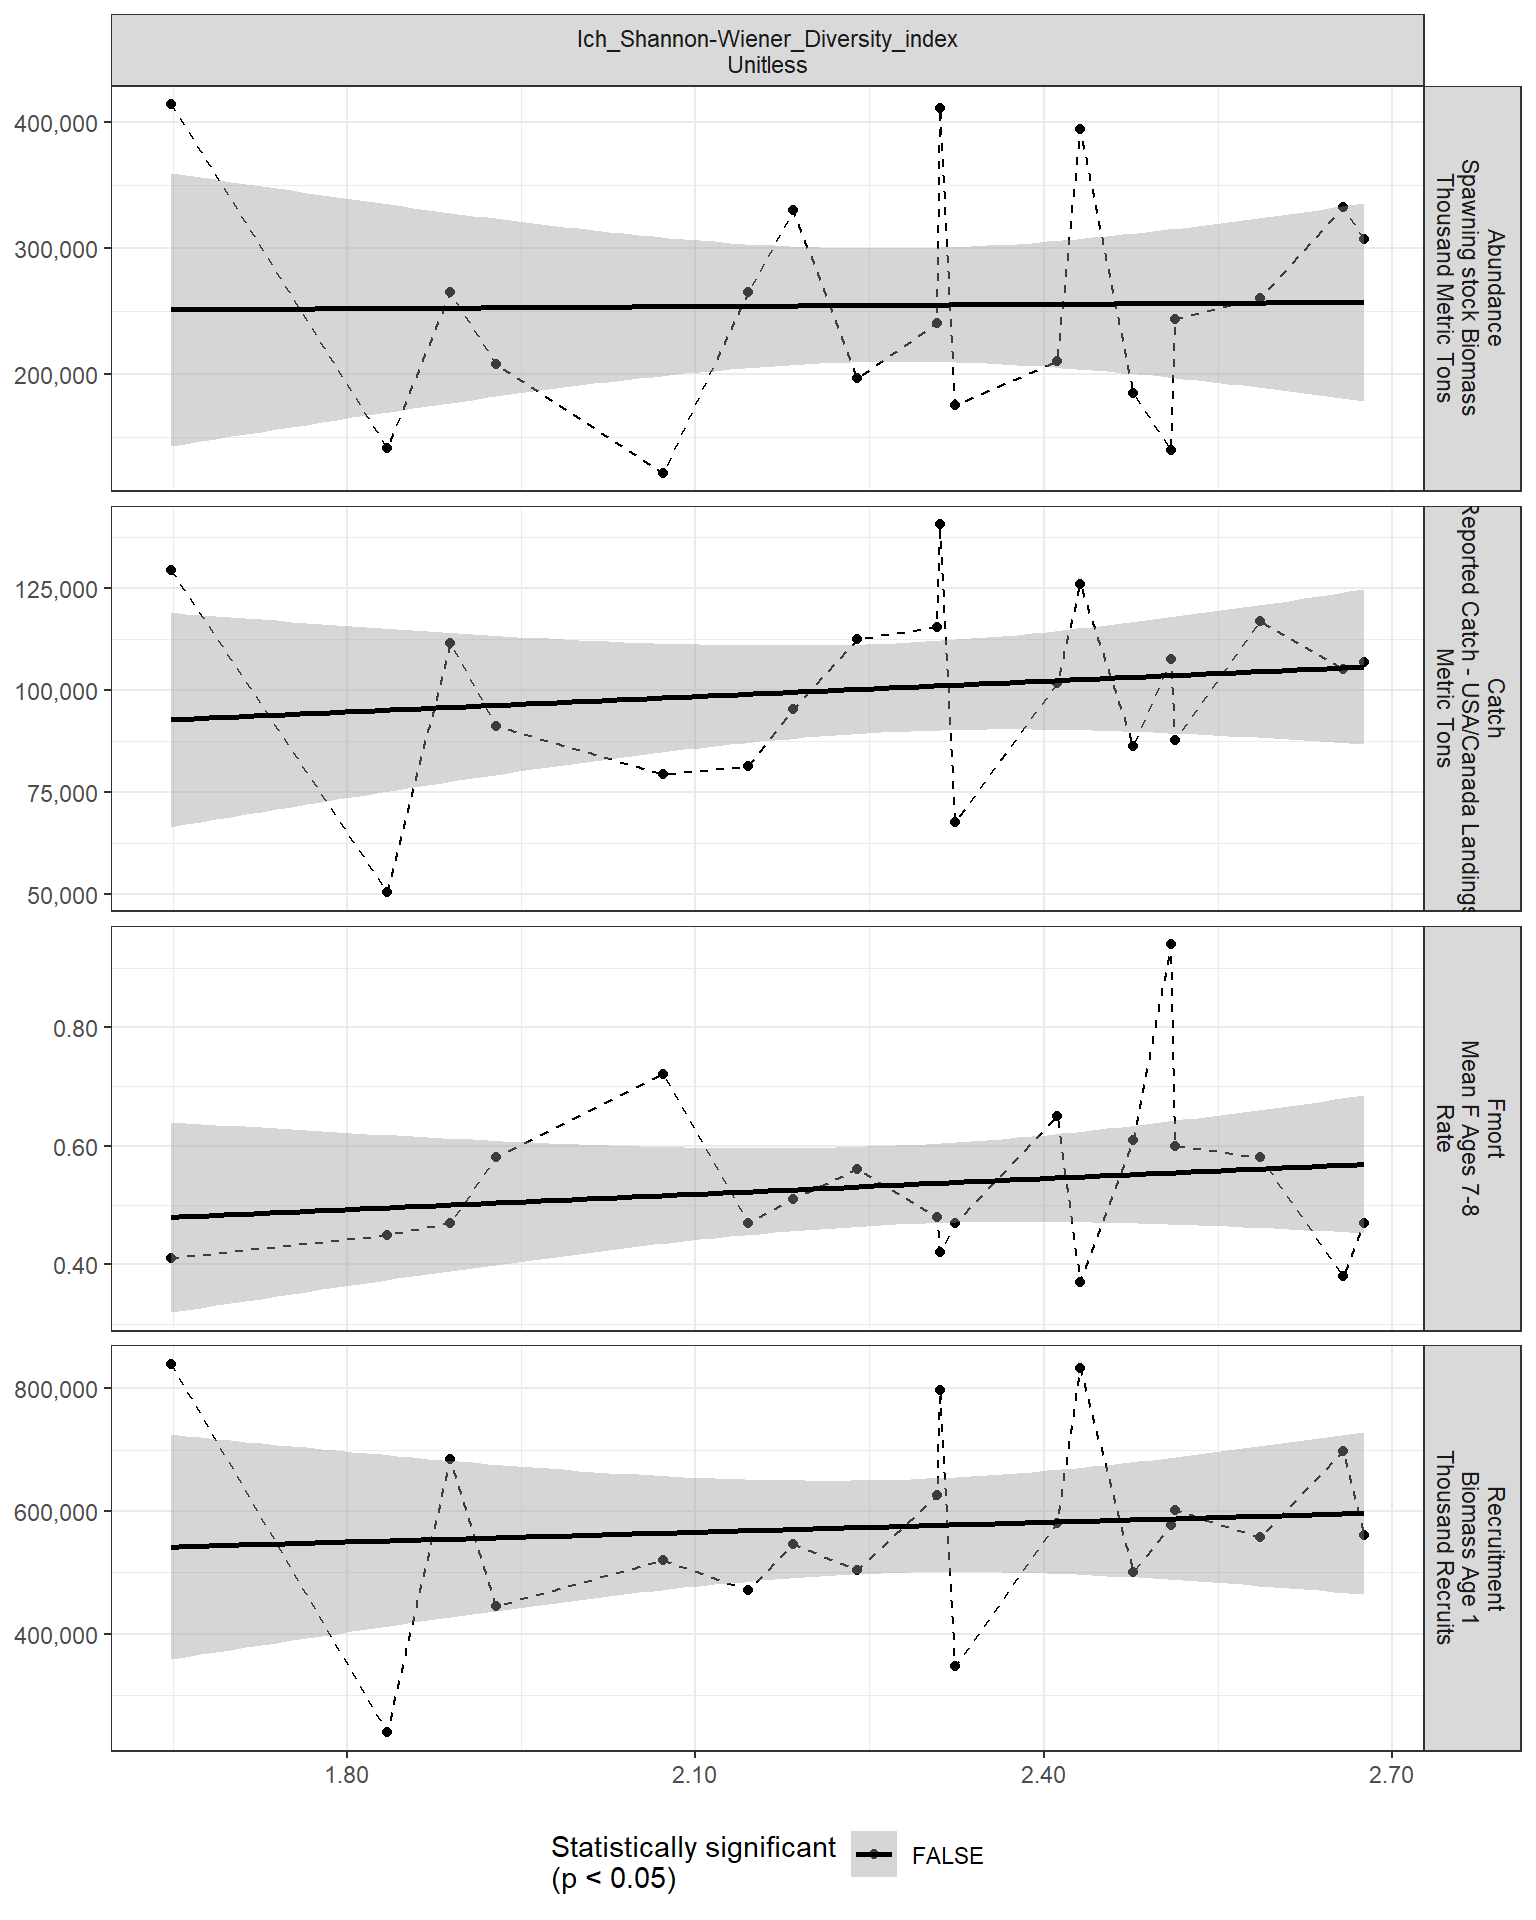 Ich_Shannon-Wiener_Diversity_index
Unitless
400,000
300,000
200,000
Abundance
Spawning stock Biomass
Thousand Metric Tons
125,000
100,000
75,000
50,000
Catch
Reported Catch - USA/Canada Landings
Metric Tons
0.80
0.60
0.40
Fmort
Mean F Ages 7-8
Rate
800,000
600,000
400,000
Recruitment
Biomass Age 1
Thousand Recruits
1.80
2.10
2.40
2.70
Statistically significant
(p < 0.05)
FALSE